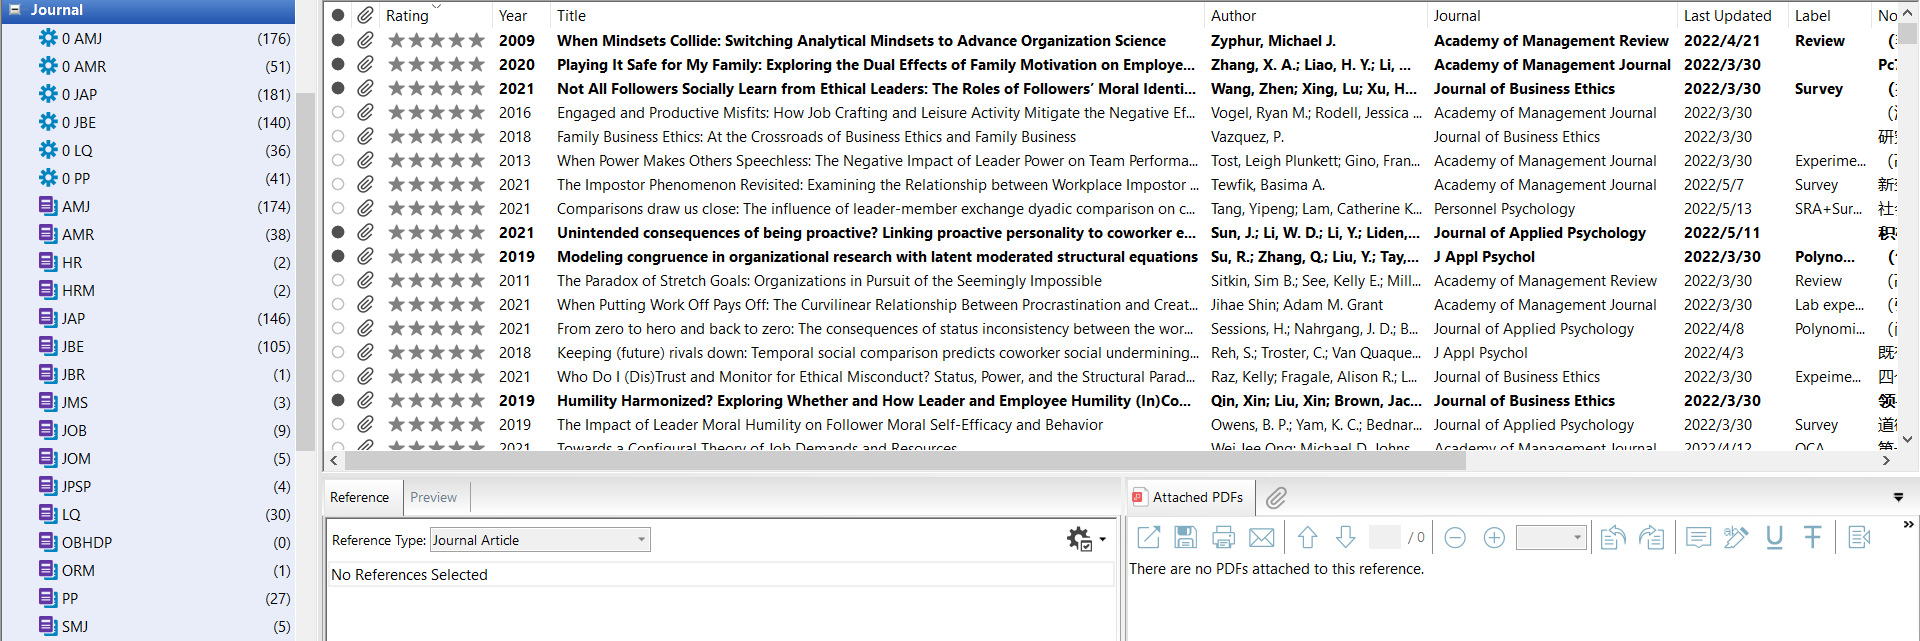 Journal
0 AMJ (176)
0 AMR (51)
0 JAP (181)
0 JBE (140)
0 LQ (36)
0 PP (41)
AMJ (174)
AMR (38)
HR (2)
HRM (2)
JAP (146)
JBE (105)
JBR (1)
JMS (3)
JOB (9)
JOM (5)
JPSP (4)
LQ (30)
OBHDP (0)
ORM (1)
PP (27)
SMJ (5)
Rating Year Title Author Journal Last Updated Label No
2009 When Mindsets Collide: Switching Analytical Mindsets to Advance Organization Science Zyphur, Michael J. Academy of Management Review 2022/4/21 Review
2020 Playing It Safe for My Family: Exploring the Dual Effects of Family Motivation on Employe... Zhang, X. A.; Liao, H. Y.; Li, ... Academy of Management Journal 2022/3/30
2021 Not All Followers Socially Learn from Ethical Leaders: The Roles of Followers’ Moral Identi... Wang, Zhen; Xing, Lu; Xu, H... Journal of Business Ethics 2022/3/30 Survey
2016 Engaged and Productive Misfits: How Job Crafting and Leisure Activity Mitigate the Negative Ef... Vogel, Ryan M.; Rodell, Jessica ... Academy of Management Journal 2022/3/30
2018 Family Business Ethics: At the Crossroads of Business Ethics and Family Business Vazquez, P. Journal of Business Ethics 2022/3/30
2013 When Power Makes Others Speechless: The Negative Impact of Leader Power on Team Performa... Tost, Leigh Plunkett; Gino, Fran... Academy of Management Journal 2022/3/30 Experime...
2021 The Impostor Phenomenon Revisited: Examining the Relationship between Workplace Impostor ... Tewfik, Basima A. Academy of Management Journal 2022/5/7 Survey
2021 Comparisons draw us close: The influence of leader-member exchange dyadic comparison on c... Tang, Yipeng; Lam, Catherine K... Personnel Psychology 2022/5/13 SRA+Sur...
2021 Unintended consequences of being proactive? Linking proactive personality to coworker e... Sun, J.; Li, W. D.; Li, Y.; Liden,... Journal of Applied Psychology 2022/5/11
2019 Modeling congruence in organizational research with latent moderated structural equations Su, R.; Zhang, Q.; Liu, Y.; Tay,... J Appl Psychol 2022/3/30 Polyno...
2011 The Paradox of Stretch Goals: Organizations in Pursuit of the Seemingly Impossible Sitkin, Sim B.; See, Kelly E.; Mill... Academy of Management Review 2022/3/30 Review
2021 When Putting Work Off Pays Off: The Curvilinear Relationship Between Procrastination and Creat... Jihae Shin; Adam M. Grant Academy of Management Journal 2022/3/30 Lab expe...
2021 From zero to hero and back to zero: The consequences of status inconsistency between the wor... Sessions, H.; Nahrgang, J. D.; B... Journal of Applied Psychology 2022/4/8 Polynomi...
2018 Keeping (future) rivals down: Temporal social comparison predicts coworker social undermining... Reh, S.; Troster, C.; Van Quaque... J Appl Psychol 2022/4/3
2021 Who Do I (Dis)Trust and Monitor for Ethical Misconduct? Status, Power, and the Structural Parad... Raz, Kelly; Fragale, Alison R.; L... Journal of Business Ethics 2022/3/30 Expeime...
2019 Humility Harmonized? Exploring Whether and How Leader and Employee Humility (In)Co... Qin, Xin; Liu, Xin; Brown, Jac... Journal of Business Ethics 2022/3/30
2019 The Impact of Leader Moral Humility on Follower Moral Self-Efficacy and Behavior Owens, B. P.; Yam, K. C.; Bednar... Journal of Applied Psychology 2022/3/30 Survey
2021 Towards a Configural Theory of Job Demands and Resources Wei Jee Ong; Michael D. Johns... Academy of Management Journal 2022/4/12 QCA
Reference Preview
Reference Type: Journal Article
No References Selected
Attached PDFs
/ 0
There are no PDFs attached to this reference.